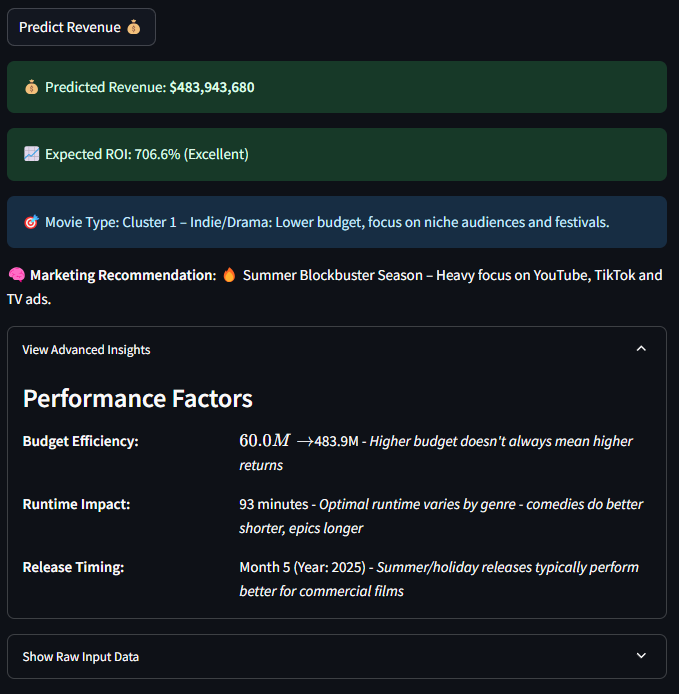 Predict Revenue 💰
💰 Predicted Revenue: $483,943,680
📈 Expected ROI: 706.6% (Excellent)
🎯 Movie Type: Cluster 1 – Indie/Drama: Lower budget, focus on niche audiences and festivals.
🧠 Marketing Recommendation: 🔥 Summer Blockbuster Season – Heavy focus on YouTube, TikTok and
TV ads.
View Advanced Insights
Performance Factors
Budget Efficiency: 60.0M →483.9M - Higher budget doesn't always mean higher
returns
Runtime Impact: 93 minutes - Optimal runtime varies by genre - comedies do better
shorter, epics longer
Release Timing: Month 5 (Year: 2025) - Summer/holiday releases typically perform
better for commercial films
Show Raw Input Data